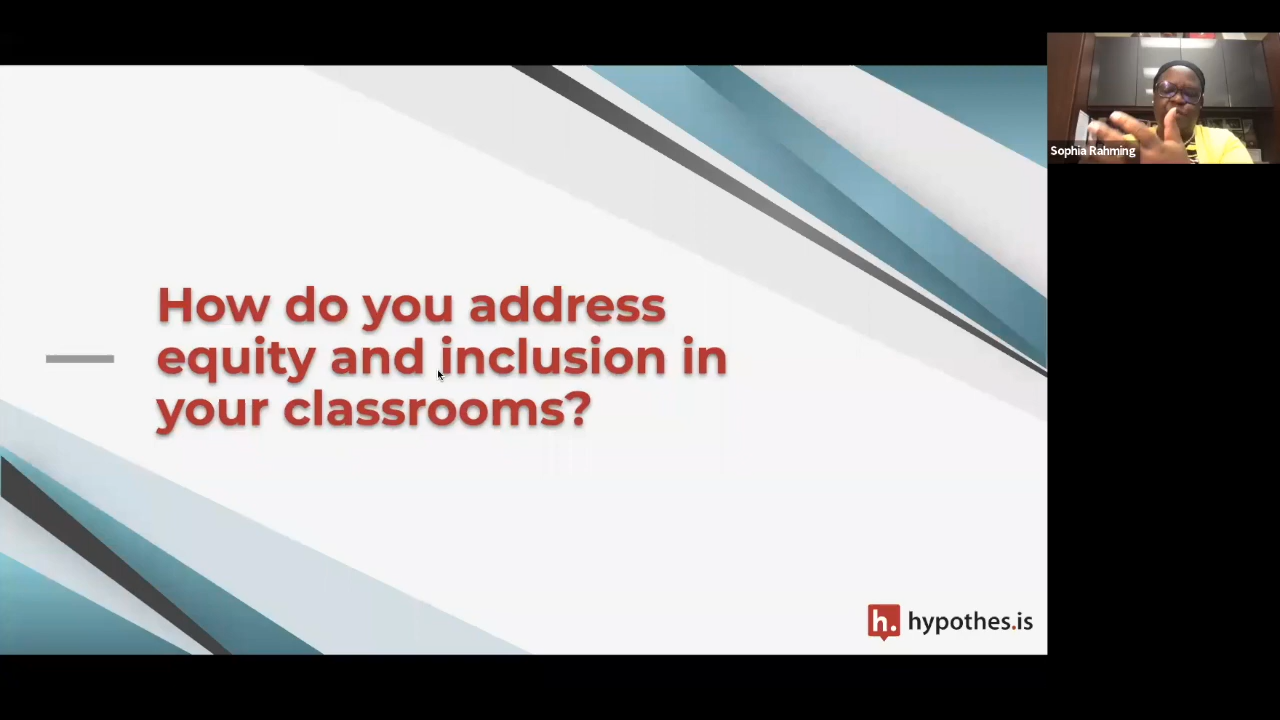 Sophia Rahming
How do you address
equity and inclusion in
your classrooms?
h. hypothes.is